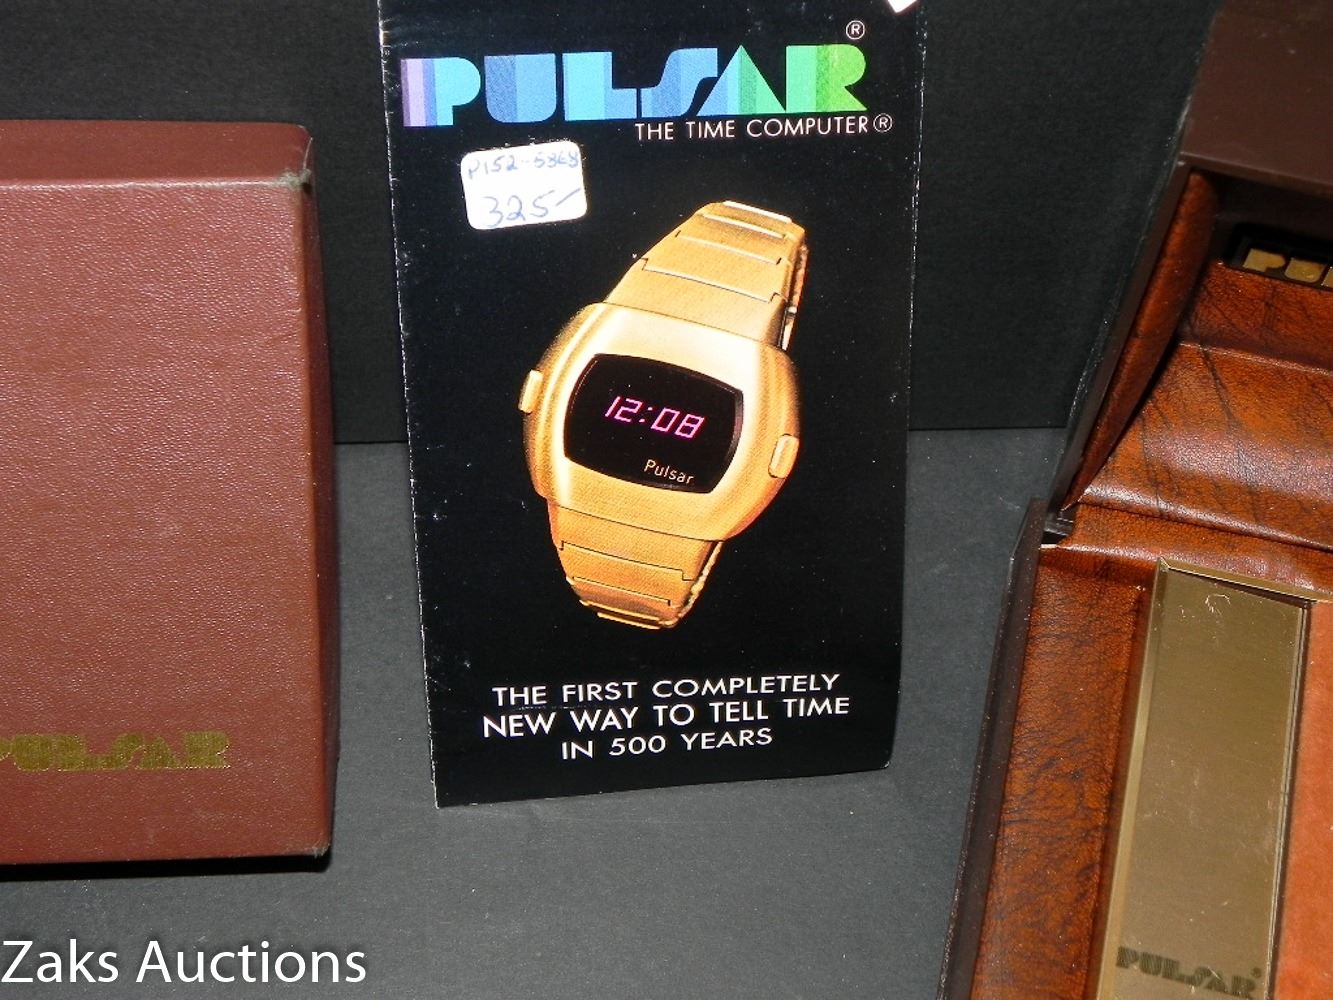 PULSAR®
THE TIME COMPUTER®
P152-5868
325-
12:08
Pulsar
THE FIRST COMPLETELY
NEW WAY TO TELL TIME
IN 500 YEARS
PULSAR
PULSAR
Zaks Auctions